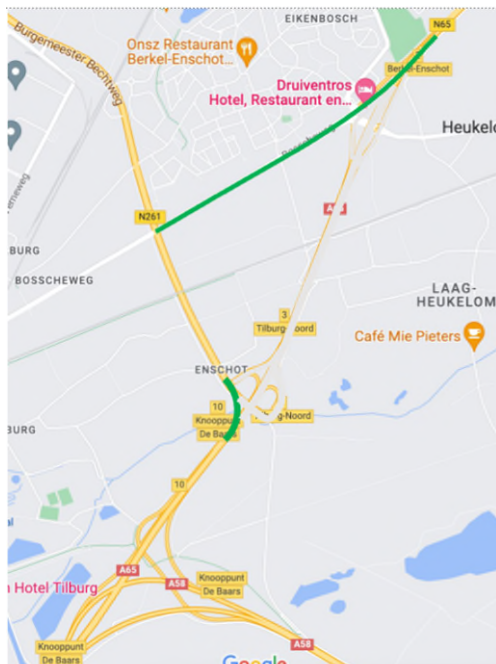 EIKENBOSCH
N65
Burgemeester Bechtweg
Onsz Restaurant
Berkel-Enschot...
Berkel-Enschot
Druiventros
Hotel, Restaurant en...
Heukelo
N261
BURG
BOSSCHEWEG
LAAG-
HEUKELOM
3
Tilburg-Noord
Café Mie Pieters
ENSCHOT
10
Knooppunt
De Baars
-Noord
BURG
10
n Hotel Tilburg
A65
A58
Knooppunt
De Baars
Knooppunt
De Baars
A58
Google